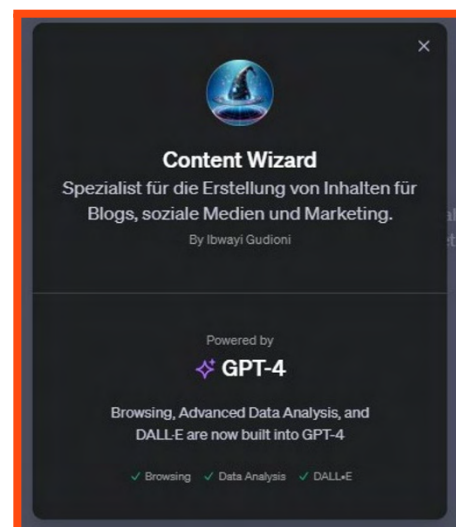 Content Wizard
Spezialist für die Erstellung von Inhalten für
Blogs, soziale Medien und Marketing.
By Ibwayi Gudioni
Powered by
GPT-4
Browsing, Advanced Data Analysis, and
DALL·E are now built into GPT-4
✓ Browsing ✓ Data Analysis ✓ DALL•E